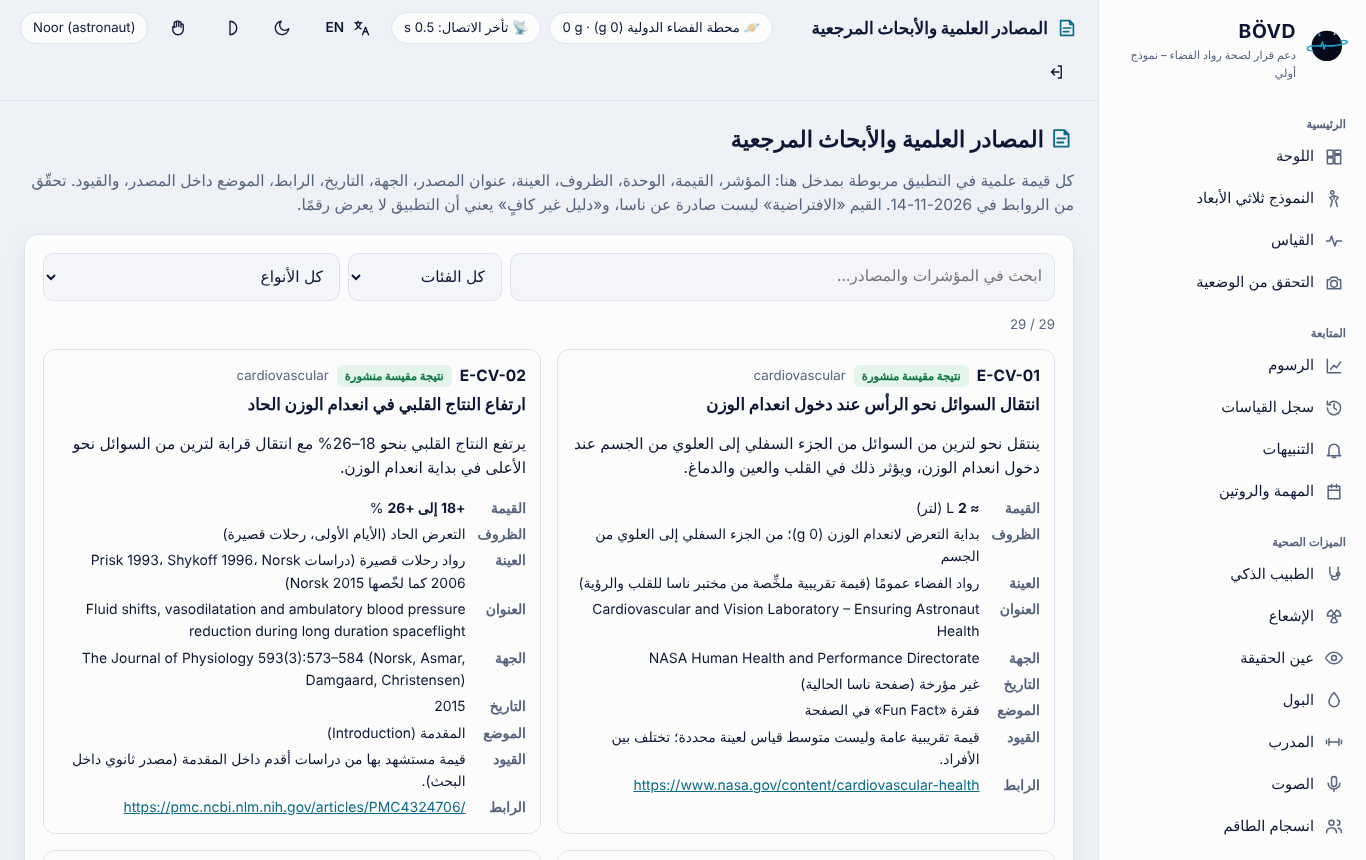 BÖVD
دعم قرار لصحة رواد الفضاء – نموذج
أولي
الرئيسية
اللوحة
النموذج ثلاثي الأبعاد
القياس
التحقق من الوضعية
المتابعة
الرسوم
سجل القياسات
التنبيهات
المهمة والروتين
الميزات الصحية
الطبيب الذكي
الإشعاع
عين الحقيقة
البول
المدرب
الصوت
انسجام الطاقم
المصادر العلمية والأبحاث المرجعية
🪐 محطة الفضاء الدولية (0 g) · 0 g
📡 تأخر الاتصال: 0.5 s
EN
Noor (astronaut)
المصادر العلمية والأبحاث المرجعية
كل قيمة علمية في التطبيق مربوطة بمدخل هنا: المؤشر، القيمة، الوحدة، الظروف، العينة، عنوان المصدر، الجهة، التاريخ، الرابط، الموضع داخل المصدر، والقيود. تحقّق
من الروابط في 2026-11-14. القيم «الافتراضية» ليست صادرة عن ناسا، و«دليل غير كافٍ» يعني أن التطبيق لا يعرض رقمًا.
ابحث في المؤشرات والمصادر...
كل الفئات
كل الأنواع
29 / 29
E-CV-01 نتيجة مقيسة منشورة cardiovascular
انتقال السوائل نحو الرأس عند دخول انعدام الوزن
ينتقل نحو لترين من السوائل من الجزء السفلي إلى العلوي من الجسم عند
دخول انعدام الوزن، ويؤثر ذلك في القلب والعين والدماغ.
القيمة ≈ 2 L (لتر)
الظروف بداية التعرض لانعدام الوزن (0 g)؛ من الجزء السفلي إلى العلوي من
الجسم
العينة رواد الفضاء عمومًا (قيمة تقريبية ملخَّصة من مختبر ناسا للقلب والرؤية)
العنوان Cardiovascular and Vision Laboratory – Ensuring Astronaut
Health
الجهة NASA Human Health and Performance Directorate
التاريخ غير مؤرخة (صفحة ناسا الحالية)
الموضع فقرة «Fun Fact» في الصفحة
القيود قيمة تقريبية عامة وليست متوسط قياس لعينة محددة؛ تختلف بين
الأفراد.
الرابط https://www.nasa.gov/content/cardiovascular-health
E-CV-02 نتيجة مقيسة منشورة cardiovascular
ارتفاع النتاج القلبي في انعدام الوزن الحاد
يرتفع النتاج القلبي بنحو 18–26% مع انتقال قرابة لترين من السوائل نحو
الأعلى في بداية انعدام الوزن.
القيمة +18 إلى +26 %
الظروف التعرض الحاد (الأيام الأولى، رحلات قصيرة)
العينة رواد رحلات قصيرة (دراسات Prisk 1993، Shykoff 1996، Norsk
2006 كما لخّصها Norsk 2015)
العنوان Fluid shifts, vasodilatation and ambulatory blood pressure
reduction during long duration spaceflight
الجهة The Journal of Physiology 593(3):573–584 (Norsk, Asmar,
Damgaard, Christensen)
التاريخ 2015
الموضع المقدمة (Introduction)
القيود قيمة مستشهد بها من دراسات أقدم داخل المقدمة (مصدر ثانوي داخل
البحث).
الرابط https://pmc.ncbi.nlm.nih.gov/articles/PMC4324706/